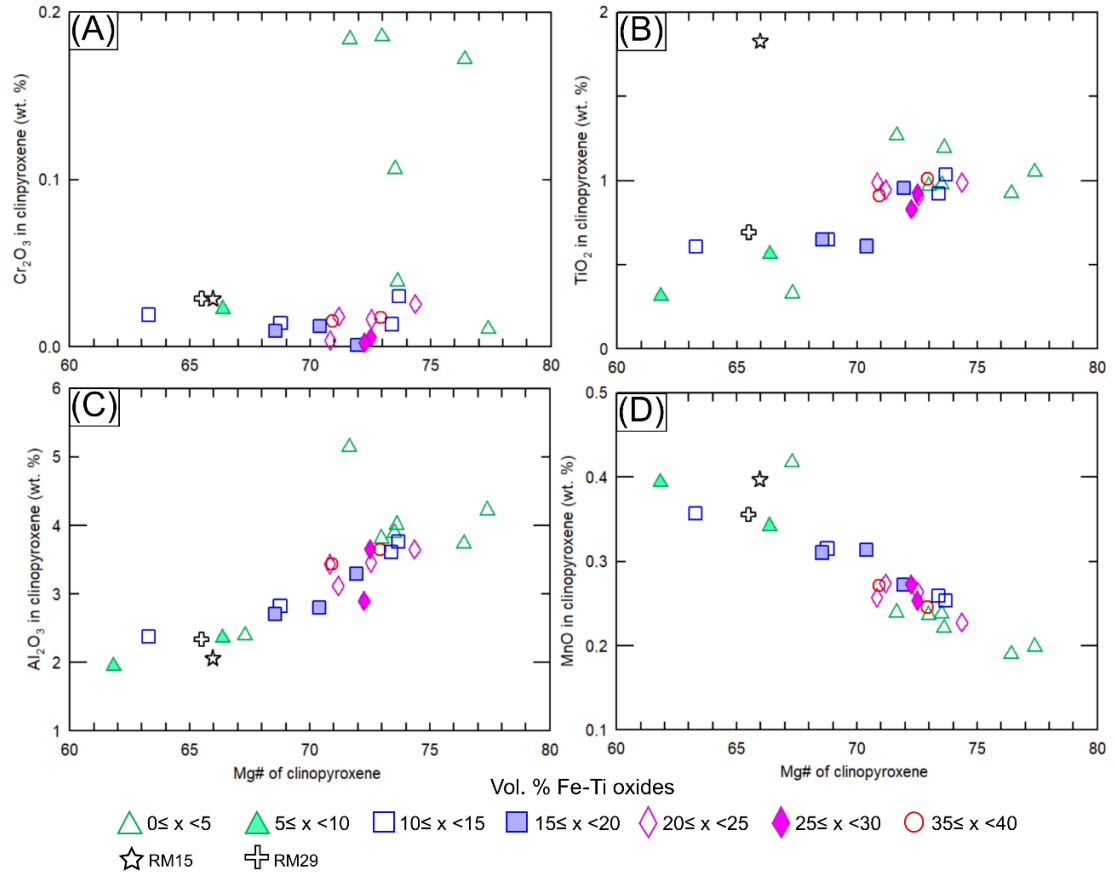 (A)
Cr2O3 in clinopyroxene (wt. %)
0.1
0.0
60 65 70 75 80
(B)
TiO2 in clinopyroxene (wt. %)
2
1
0
60 65 70 75 80
(C)
Al2O3 in clinopyroxene (wt. %)
6
5
4
3
2
1
60 65 70 75 80
Mg# of clinopyroxene
(D)
MnO in clinopyroxene (wt. %)
0.5
0.4
0.3
0.2
0.1
60 65 70 75 80
Mg# of clinopyroxene
Vol. % Fe-Ti oxides
0≤ x <5 5≤ x <10 10≤ x <15 15≤ x <20 20≤ x <25 25≤ x <30 35≤ x <40
RM15 RM29